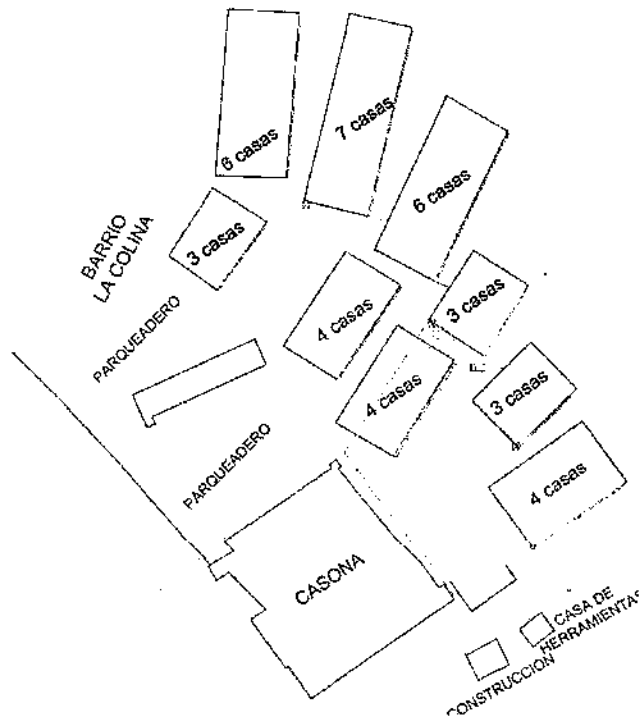 6 casas
7 casas
6 casas
BARRIO
LA COLINA
3 casas
PARQUEADERO
4 casas
3 casas
4 casas
3 casas
PARQUEADERO
4 casas
CASONA
CASA DE
HERRAMIENTAS
CONSTRUCCION